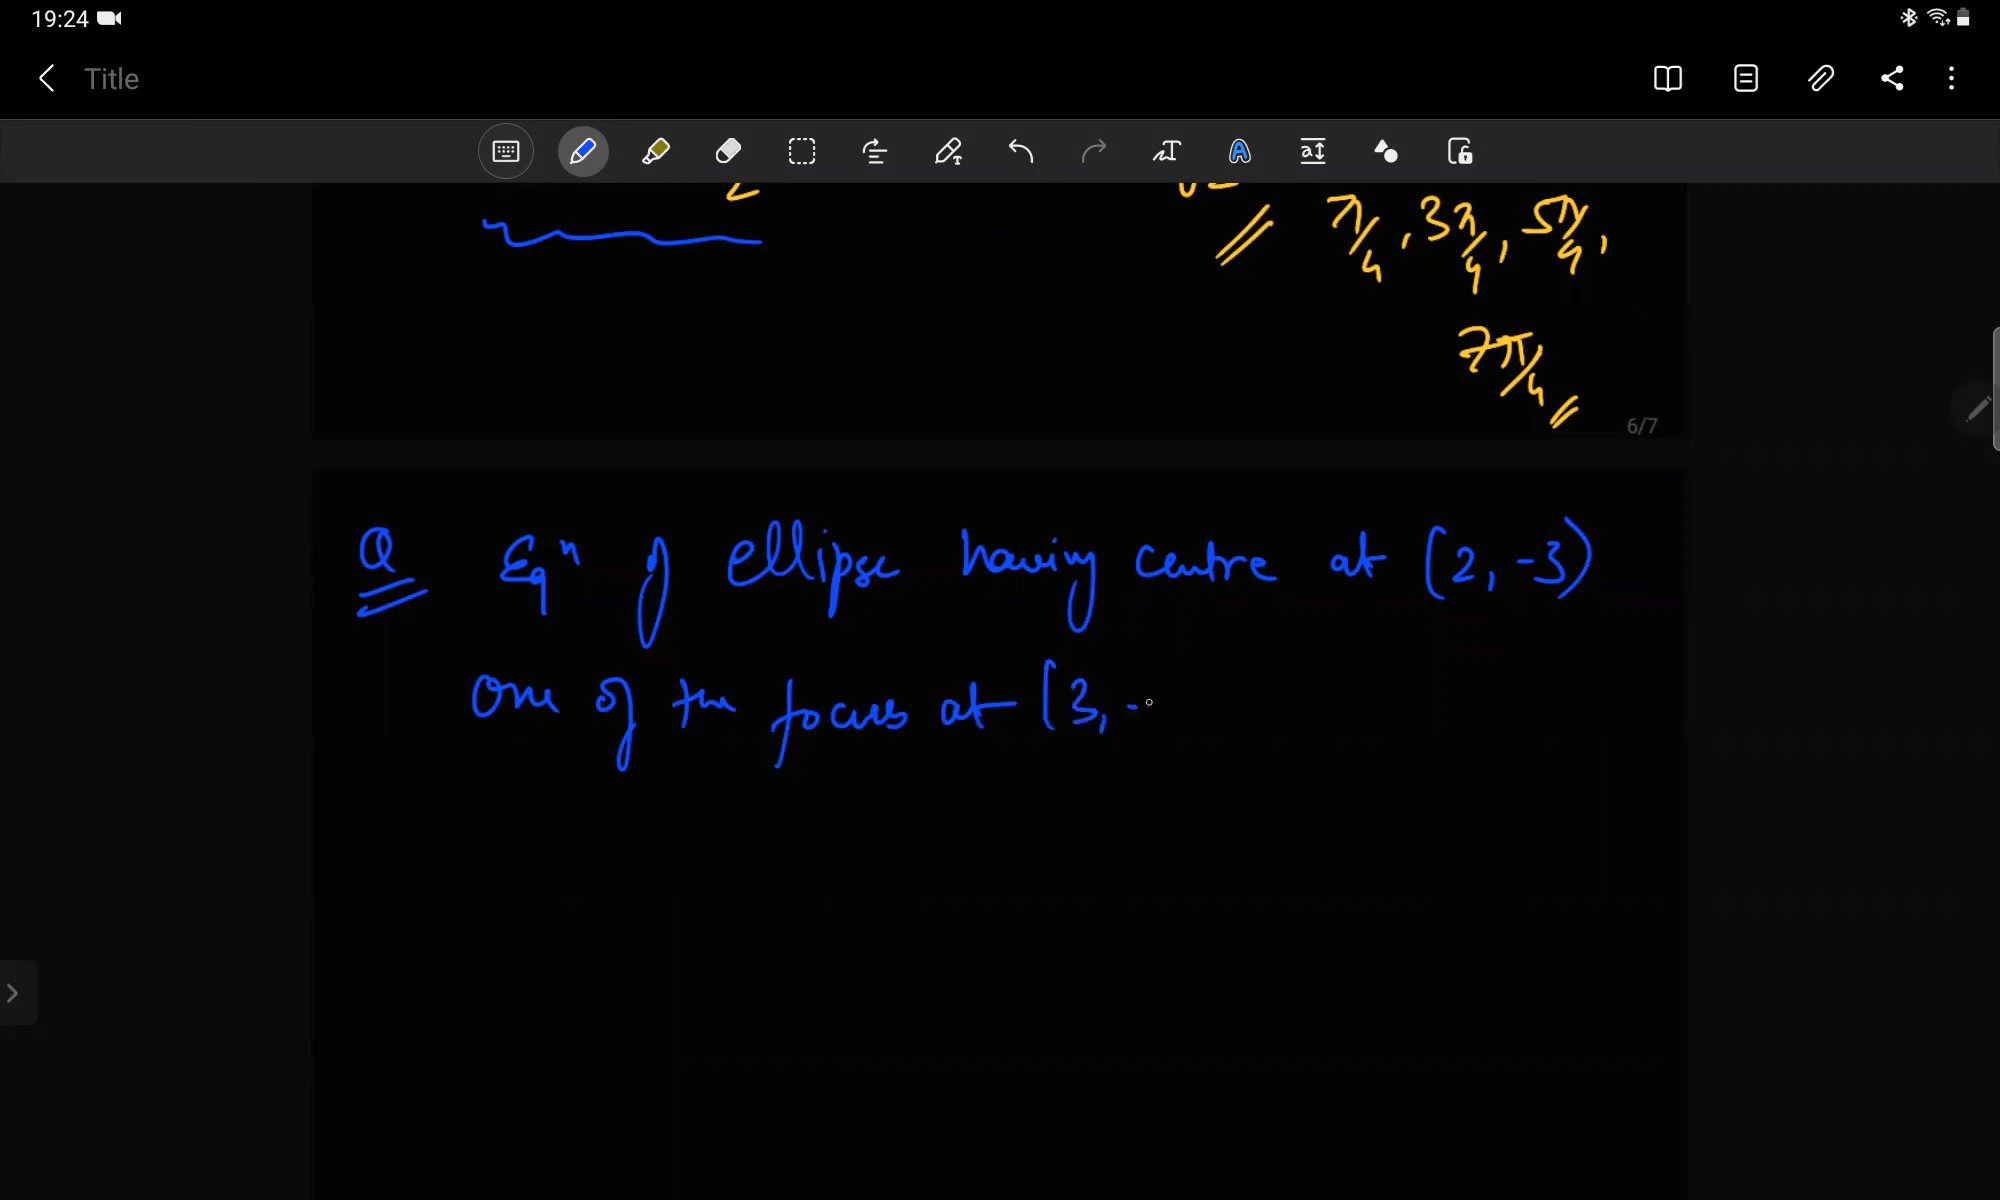 19:24
Title
π/4, 3π/4, 5π/4,
7π/4
6/7
Q Eqⁿ of ellipse having centre at (2, -3)
one of the focus at (3, -